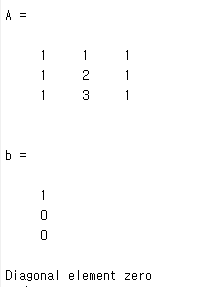 A =
1 1 1
1 2 1
1 3 1
b =
1
0
0
Diagonal element zero